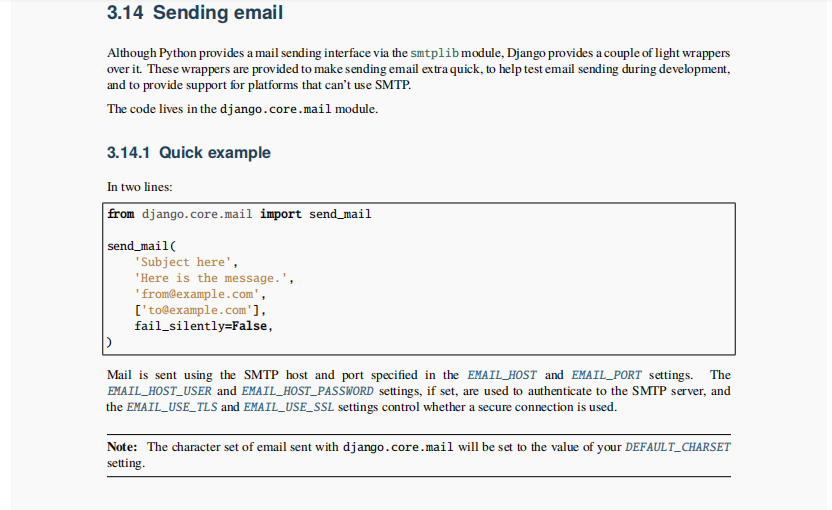 3.14 Sending email
Although Python provides a mail sending interface via the smtplib module, Django provides a couple of light wrappers
over it. These wrappers are provided to make sending email extra quick, to help test email sending during development,
and to provide support for platforms that can’t use SMTP.
The code lives in the django.core.mail module.
3.14.1 Quick example
In two lines:
from django.core.mail import send_mail
send_mail(
    'Subject here',
    'Here is the message.',
    'from@example.com',
    ['to@example.com'],
    fail_silently=False,
)
Mail is sent using the SMTP host and port specified in the EMAIL_HOST and EMAIL_PORT settings. The
EMAIL_HOST_USER and EMAIL_HOST_PASSWORD settings, if set, are used to authenticate to the SMTP server, and
the EMAIL_USE_TLS and EMAIL_USE_SSL settings control whether a secure connection is used.
Note: The character set of email sent with django.core.mail will be set to the value of your DEFAULT_CHARSET
setting.